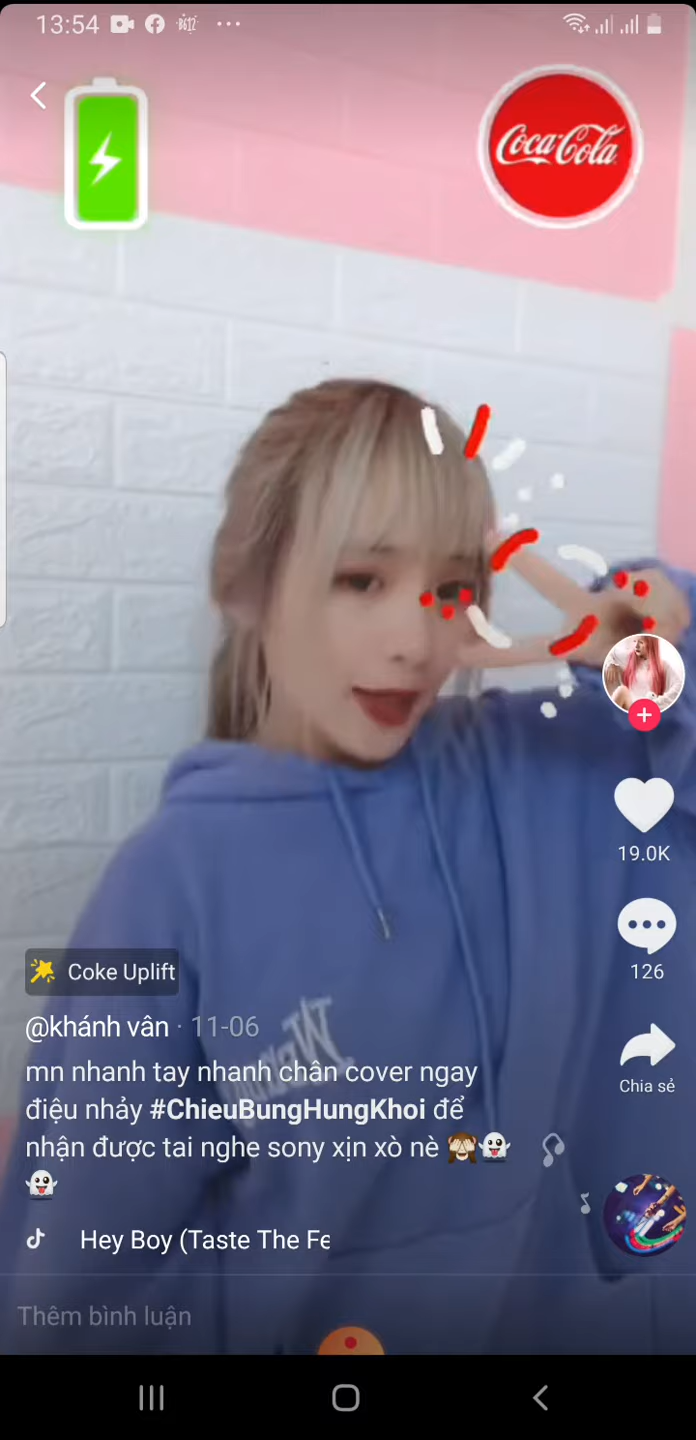 13:54
Coca-Cola
19.0K
126
Chia sẻ
Coke Uplift
@khánh vân · 11-06
mn nhanh tay nhanh chân cover ngay
điệu nhảy #ChieuBungHungKhoi để
nhận được tai nghe sony xịn xò nè 🙈👻
👻
Hey Boy (Taste The Fe
Thêm bình luận